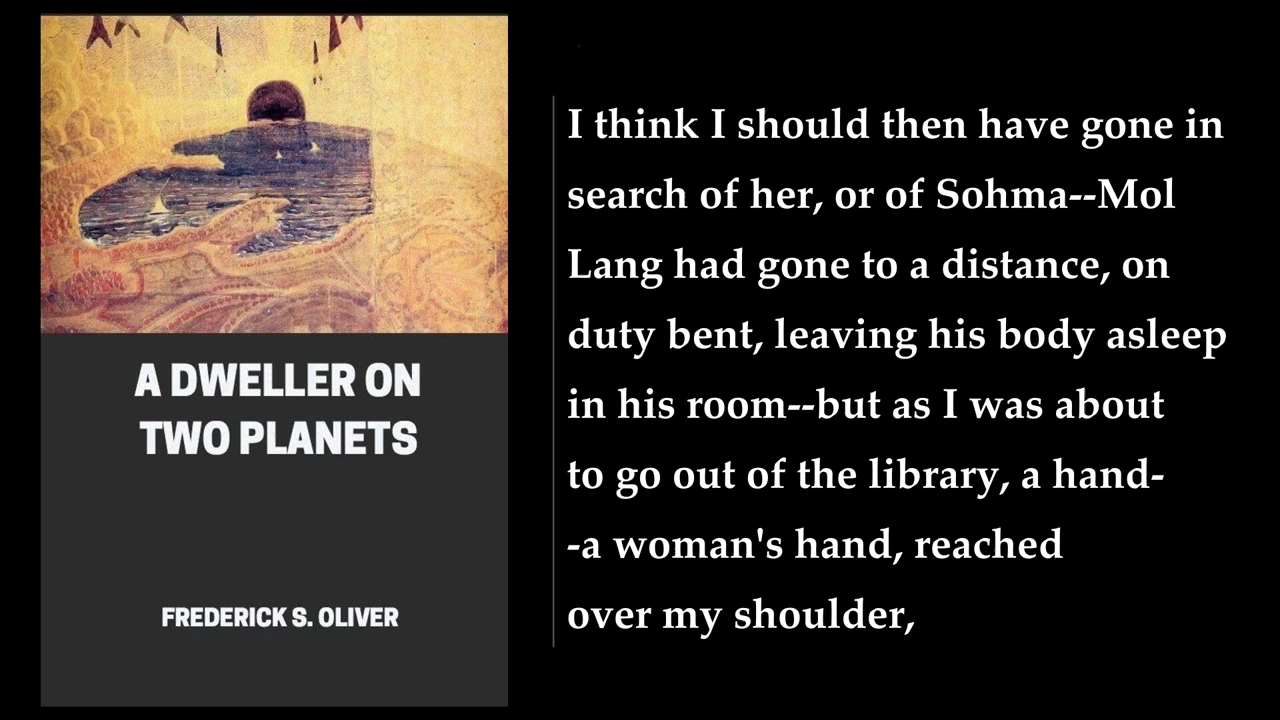 A DWELLER ON
TWO PLANETS
FREDERICK S. OLIVER
I think I should then have gone in
search of her, or of Sohma--Mol
Lang had gone to a distance, on
duty bent, leaving his body asleep
in his room--but as I was about
to go out of the library, a hand-
-a woman's hand, reached
over my shoulder,